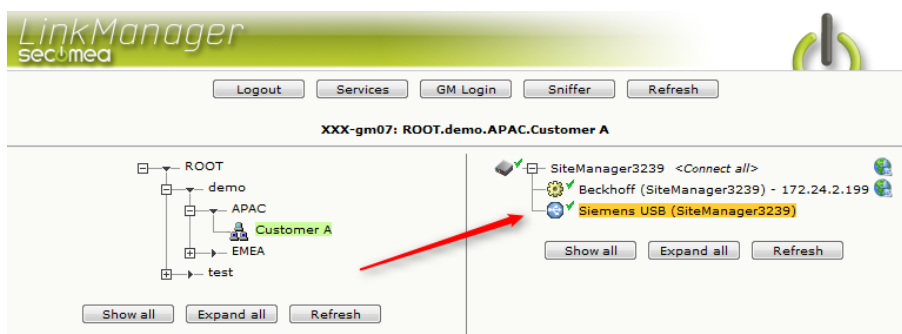 LinkManager
secomea
Logout Services GM Login Sniffer Refresh
XXX-gm07: ROOT.demo.APAC.Customer A
ROOT
demo
APAC
Customer A
EMEA
test
Show all Expand all Refresh
SiteManager3239 <Connect all>
Beckhoff (SiteManager3239) - 172.24.2.199
Siemens USB (SiteManager3239)
Show all Expand all Refresh